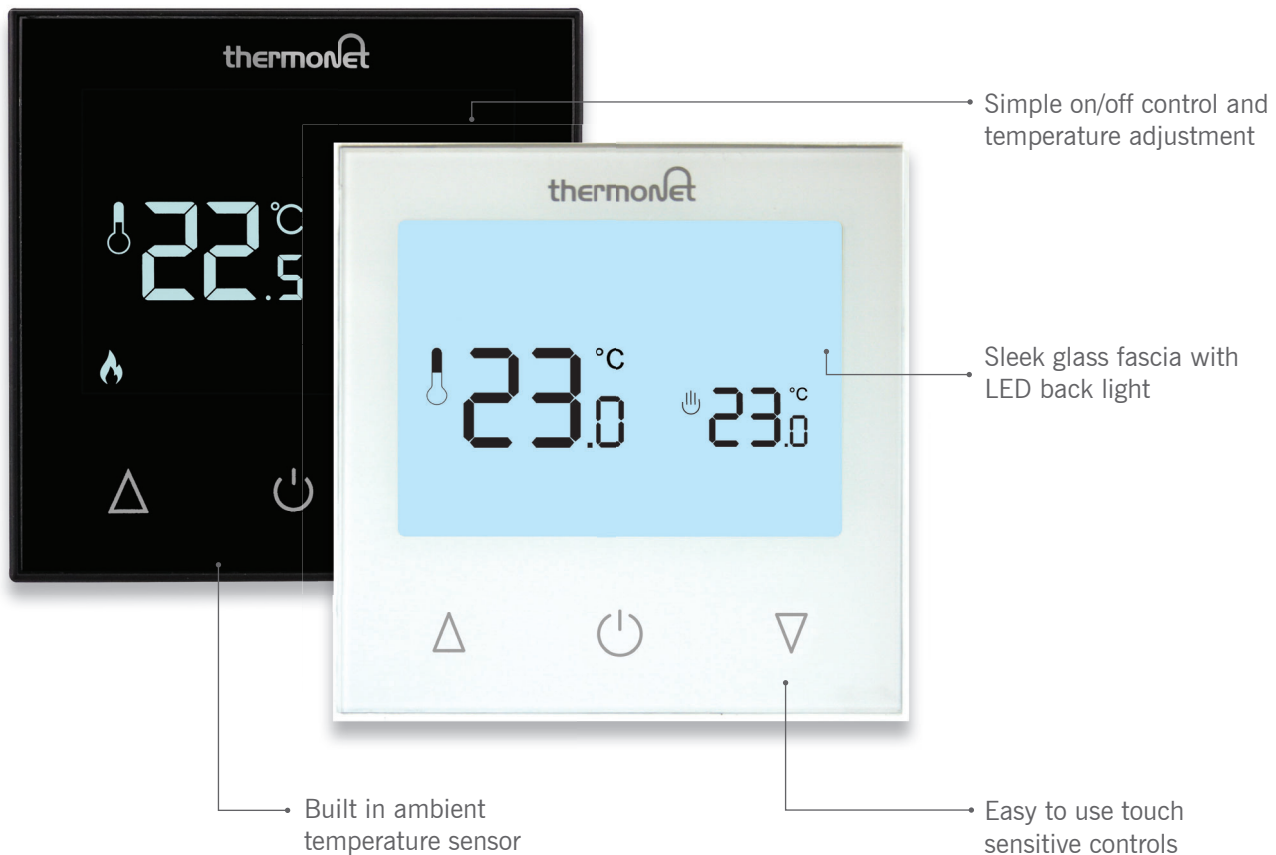 thermonet
Simple on/off control and
temperature adjustment
thermonet
22.5 °C
23.0 °C
23.0 °C
Sleek glass fascia with
LED back light
Built in ambient
temperature sensor
Easy to use touch
sensitive controls